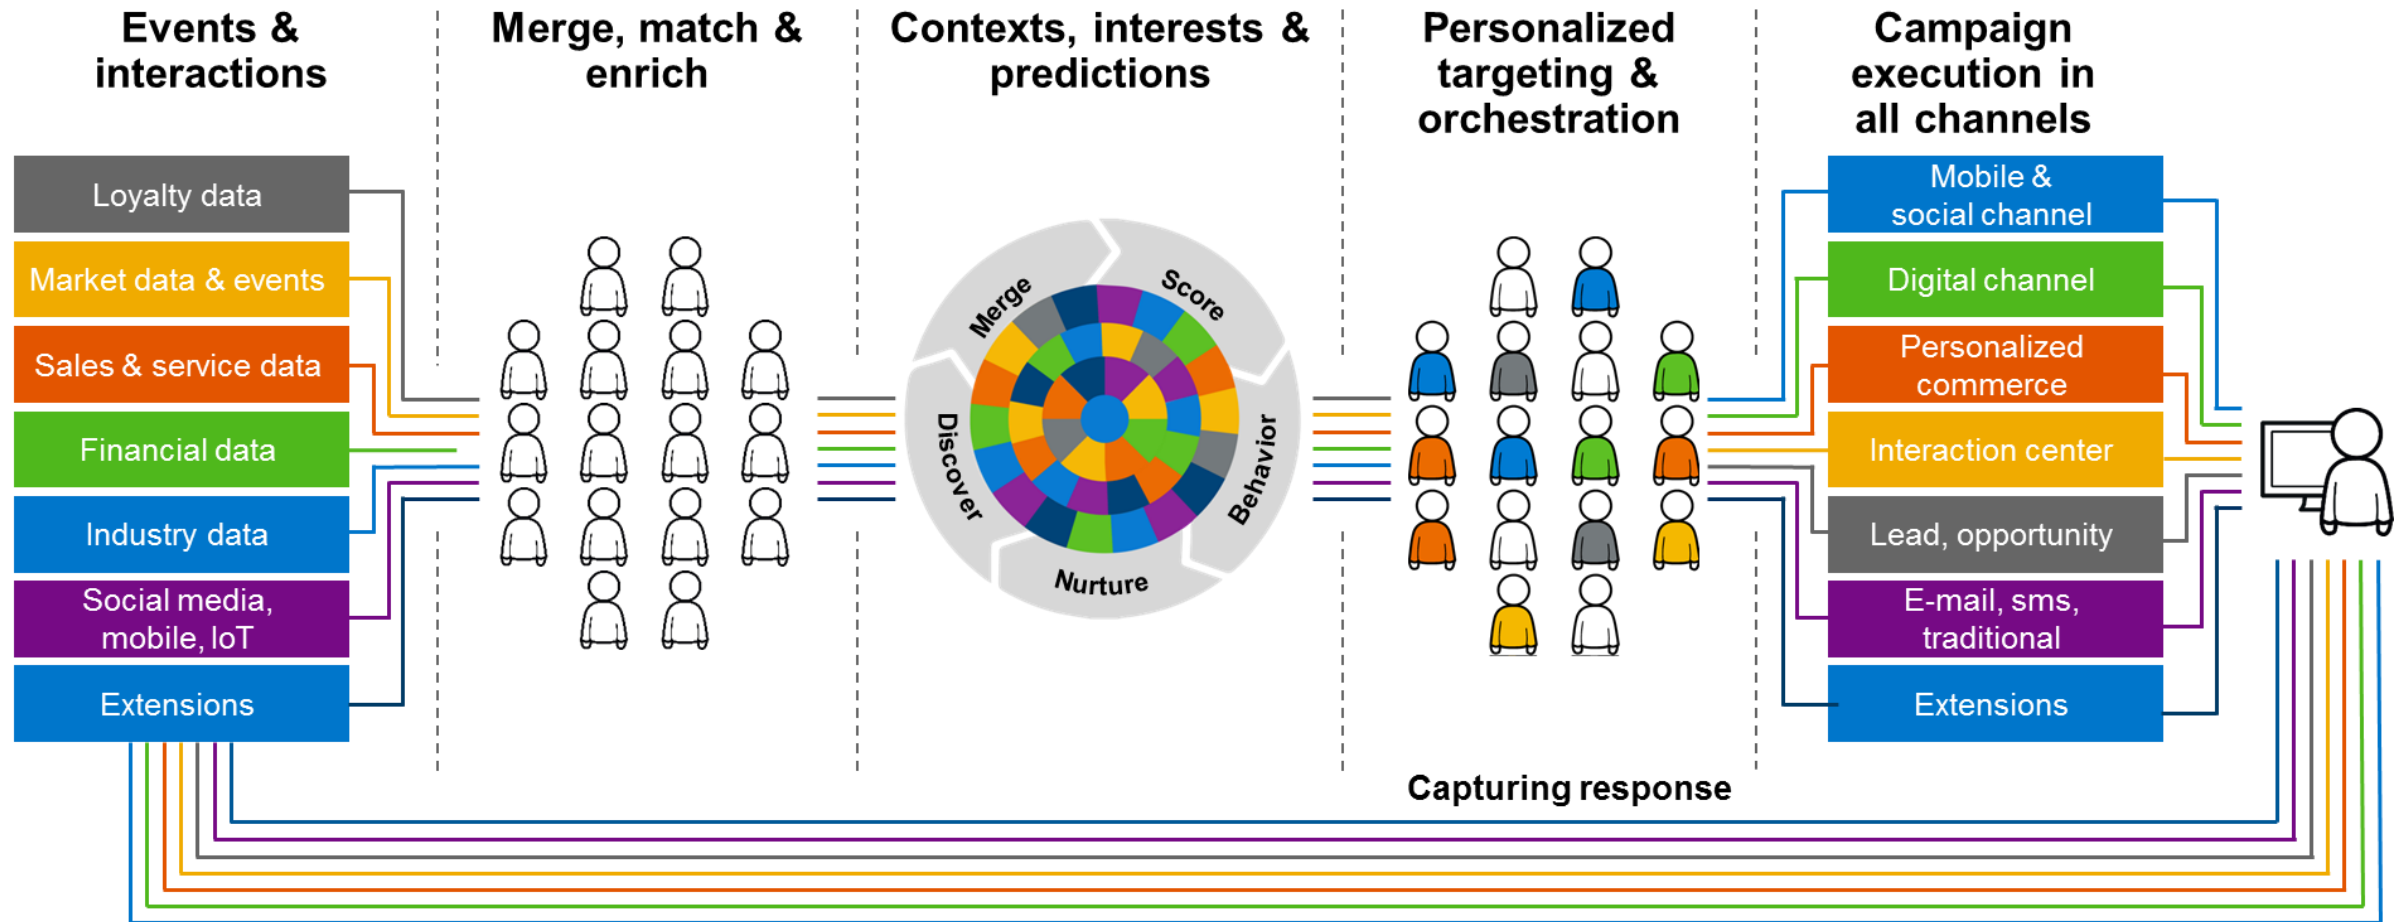 Events &
interactions
Merge, match &
enrich
Contexts, interests &
predictions
Personalized
targeting &
orchestration
Campaign
execution in
all channels
Loyalty data
Market data & events
Sales & service data
Financial data
Industry data
Social media,
mobile, IoT
Extensions
Merge
Score
Behavior
Nurture
Discover
Mobile &
social channel
Digital channel
Personalized
commerce
Interaction center
Lead, opportunity
E-mail, sms,
traditional
Extensions
Capturing response